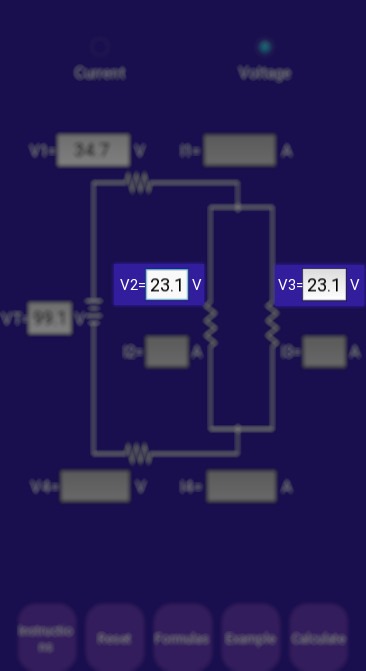 Current
Voltage
V1= 34.7 V
I1= A
V2= 23.1 V
V3= 23.1 V
VT= 99.1 V
I2= A
I3= A
V4= V
I4= A
Instructions
Reset
Formulas
Example
Calculate